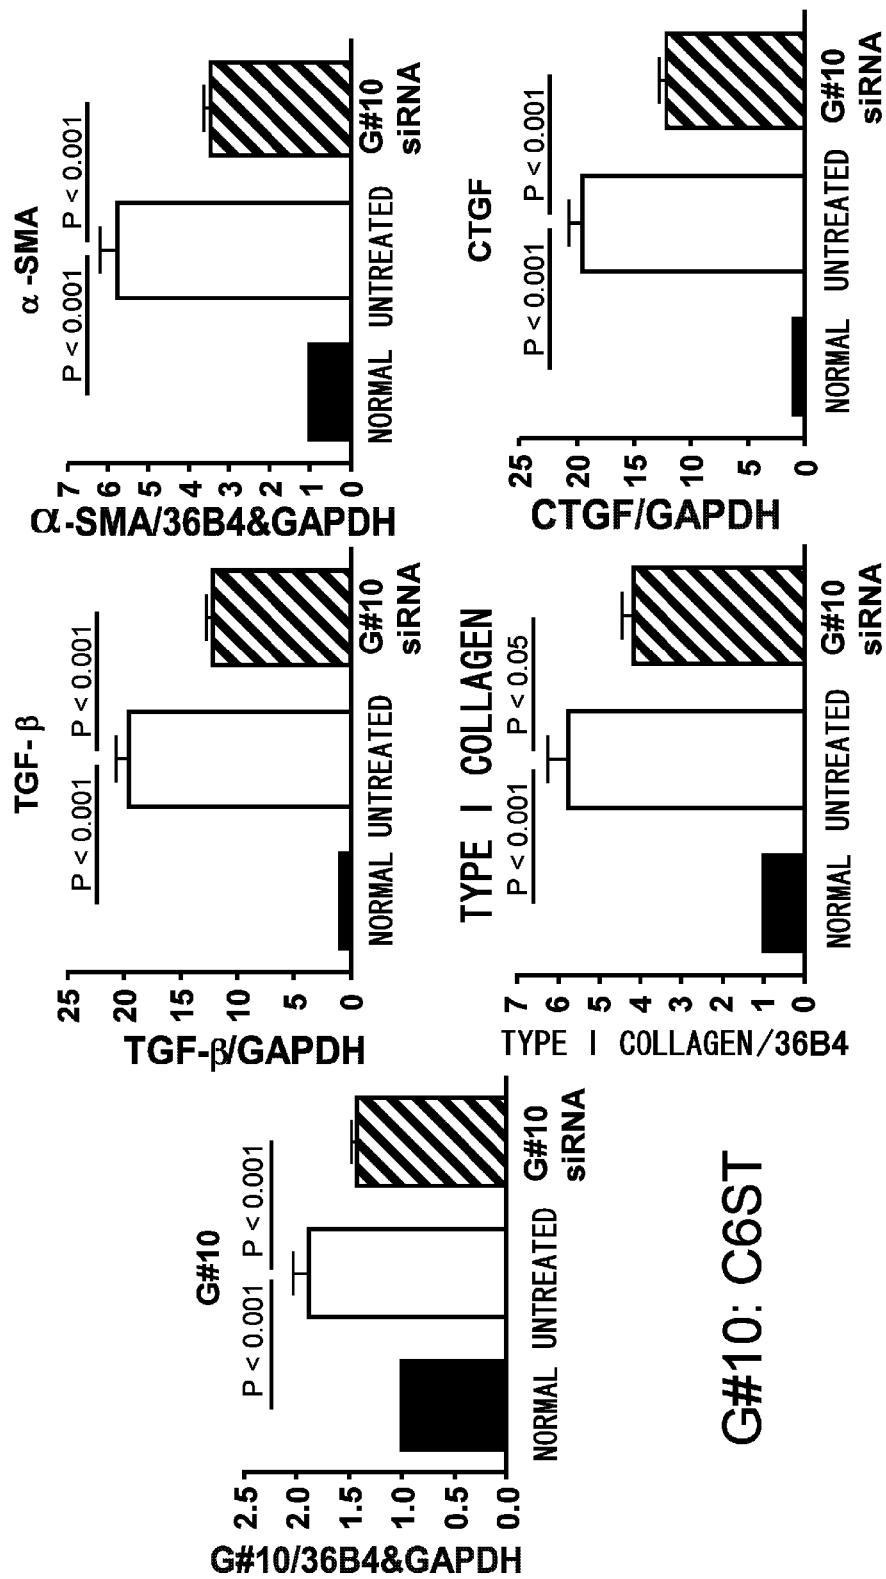 G#10
P < 0.001 P < 0.001
2.5
2.0
1.5
1.0
0.5
0.0
G#10/36B4&GAPDH
NORMAL UNTREATED G#10
siRNA
TGF-β
P < 0.001 P < 0.001
25
20
15
10
5
0
TGF-β/GAPDH
NORMAL UNTREATED G#10
siRNA
α-SMA
P < 0.001 P < 0.001
7
6
5
4
3
2
1
0
α-SMA/36B4&GAPDH
NORMAL UNTREATED G#10
siRNA
TYPE I COLLAGEN
P < 0.001 P < 0.05
7
6
5
4
3
2
1
0
TYPE I COLLAGEN/36B4
NORMAL UNTREATED G#10
siRNA
CTGF
P < 0.001 P < 0.001
25
20
15
10
5
0
CTGF/GAPDH
NORMAL UNTREATED G#10
siRNA
G#10: C6ST